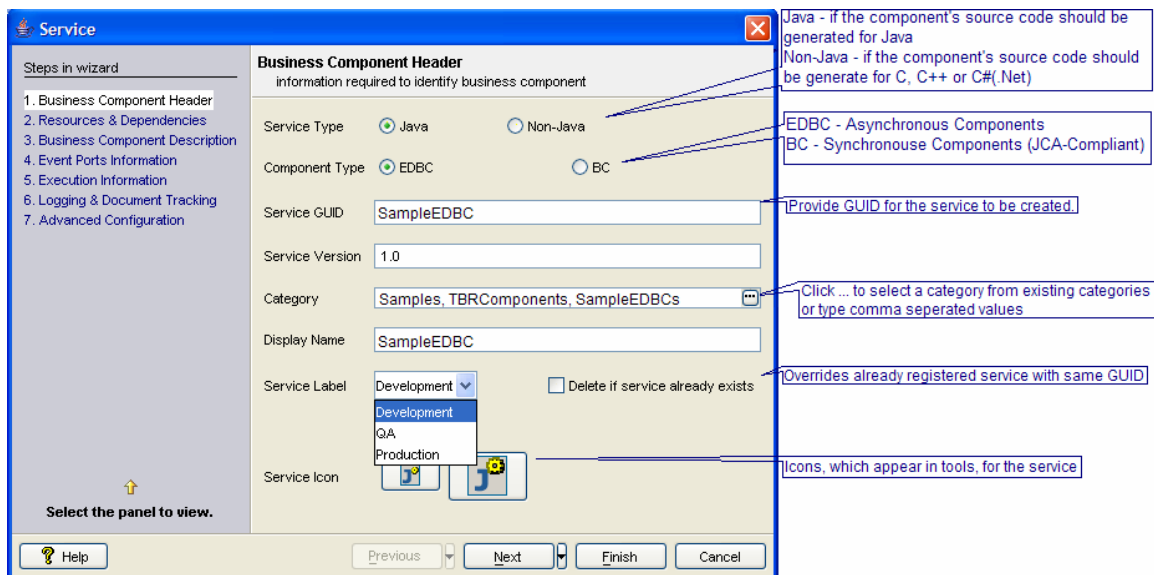 Service
Steps in wizard
1. Business Component Header
2. Resources & Dependencies
3. Business Component Description
4. Event Ports Information
5. Execution Information
6. Logging & Document Tracking
7. Advanced Configuration
Select the panel to view.
Business Component Header
information required to identify business component
Service Type
Java
Non-Java
Component Type
EDBC
BC
Service GUID
SampleEDBC
Service Version
1.0
Category
Samples, TBRComponents, SampleEDBCs
...
Display Name
SampleEDBC
Service Label
Development
Delete if service already exists
Development
QA
Production
Service Icon
J
J
Help
Previous
Next
Finish
Cancel
Java - if the component's source code should be
generated for Java
Non-Java - if the component's source code should
be generate for C, C++ or C#(.Net)
EDBC - Asynchronous Components
BC - Synchronouse Components (JCA-Compliant)
Provide GUID for the service to be created.
Click ... to select a category from existing categories
or type comma seperated values
Overrides already registered service with same GUID
Icons, which appear in tools, for the service